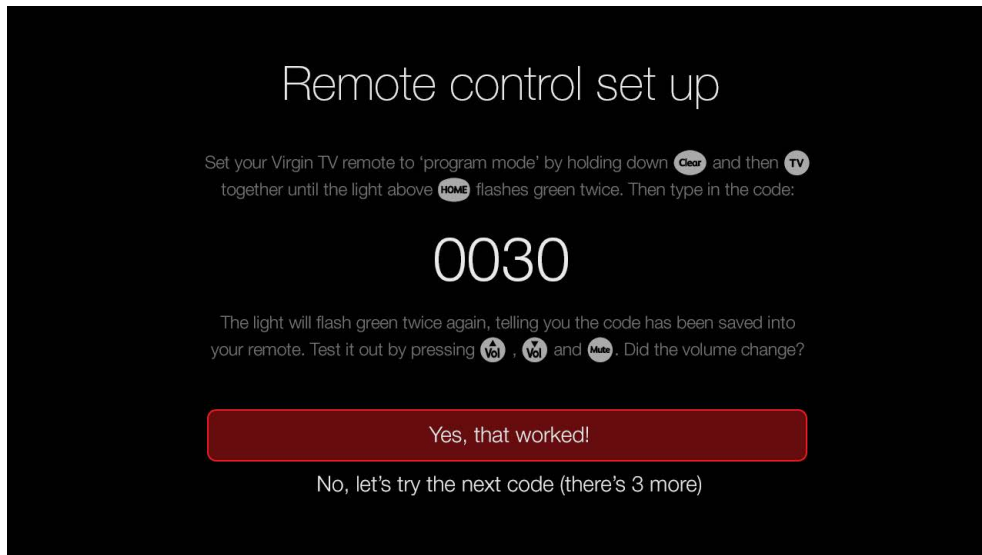 Remote control set up
Set your Virgin TV remote to ‘program mode’ by holding down Clear and then TV
together until the light above HOME flashes green twice. Then type in the code:
0030
The light will flash green twice again, telling you the code has been saved into
your remote. Test it out by pressing Vol , Vol and Mute. Did the volume change?
Yes, that worked!
No, let’s try the next code (there’s 3 more)